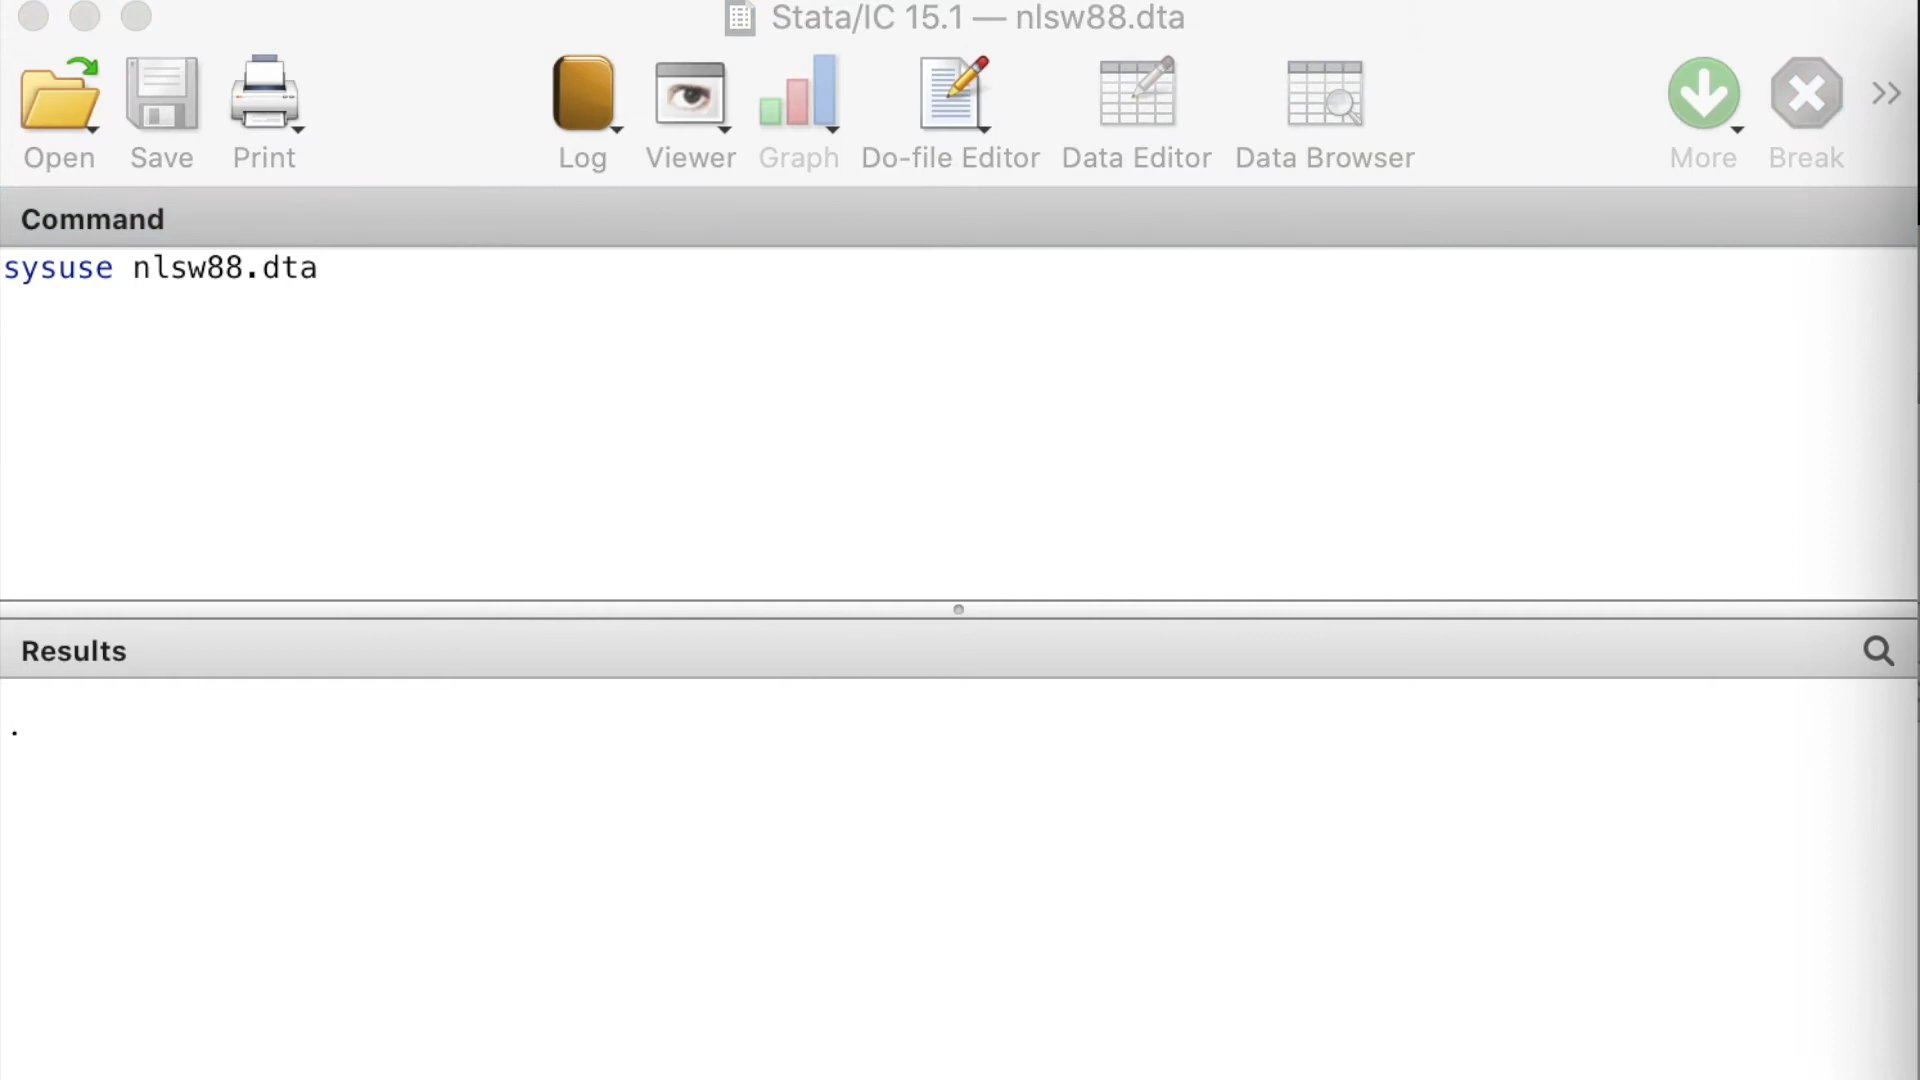 Stata/IC 15.1 — nlsw88.dta
Open Save Print Log Viewer Graph Do-file Editor Data Editor Data Browser More Break
Command
sysuse nlsw88.dta
Results
.